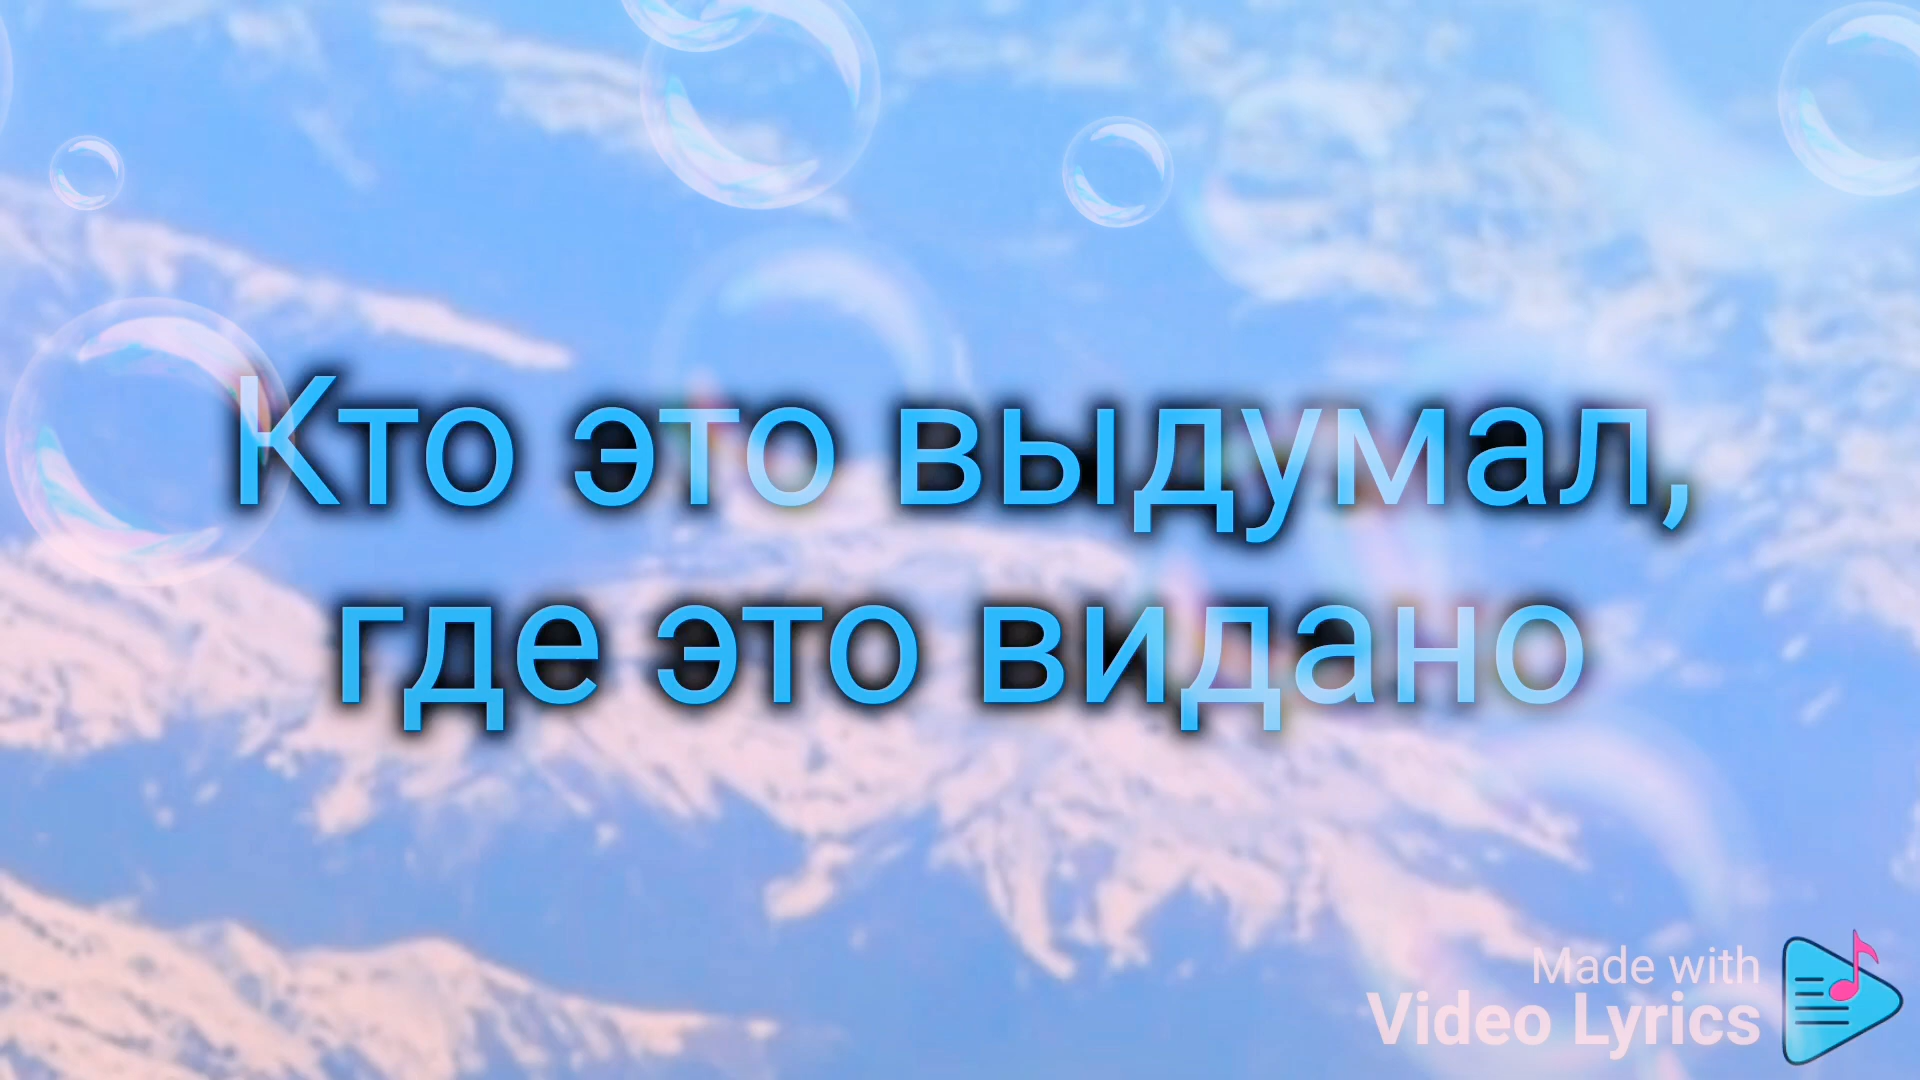 Кто это выдумал,
где это видано
Made with
Video Lyrics